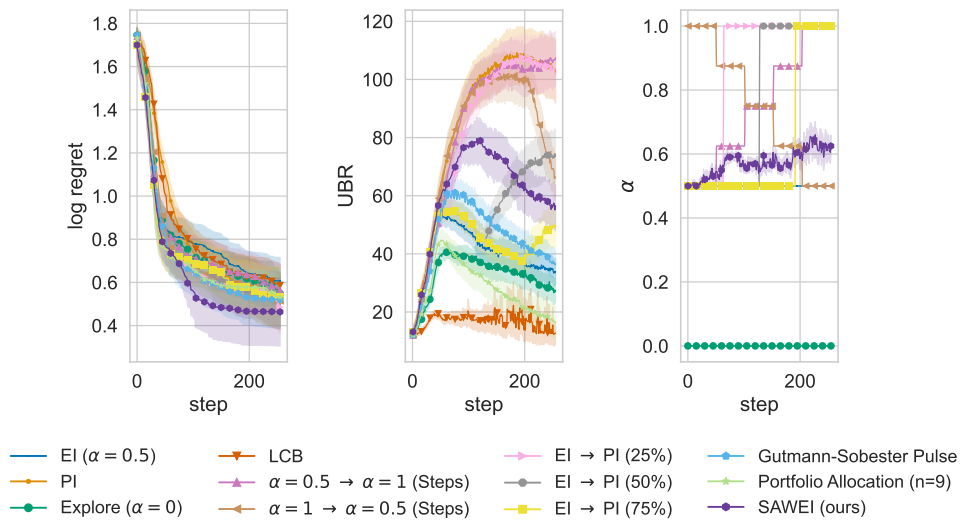 1.8
1.6
1.4
1.2
1.0
0.8
0.6
0.4
log regret
0
200
step
120
100
80
60
40
20
UBR
0
200
step
1.0
0.8
0.6
0.4
0.2
0.0
α
0
200
step
EI (α = 0.5)
PI
Explore (α = 0)
LCB
α = 0.5 → α = 1 (Steps)
α = 1 → α = 0.5 (Steps)
EI → PI (25%)
EI → PI (50%)
EI → PI (75%)
Gutmann-Sobester Pulse
Portfolio Allocation (n=9)
SAWEI (ours)